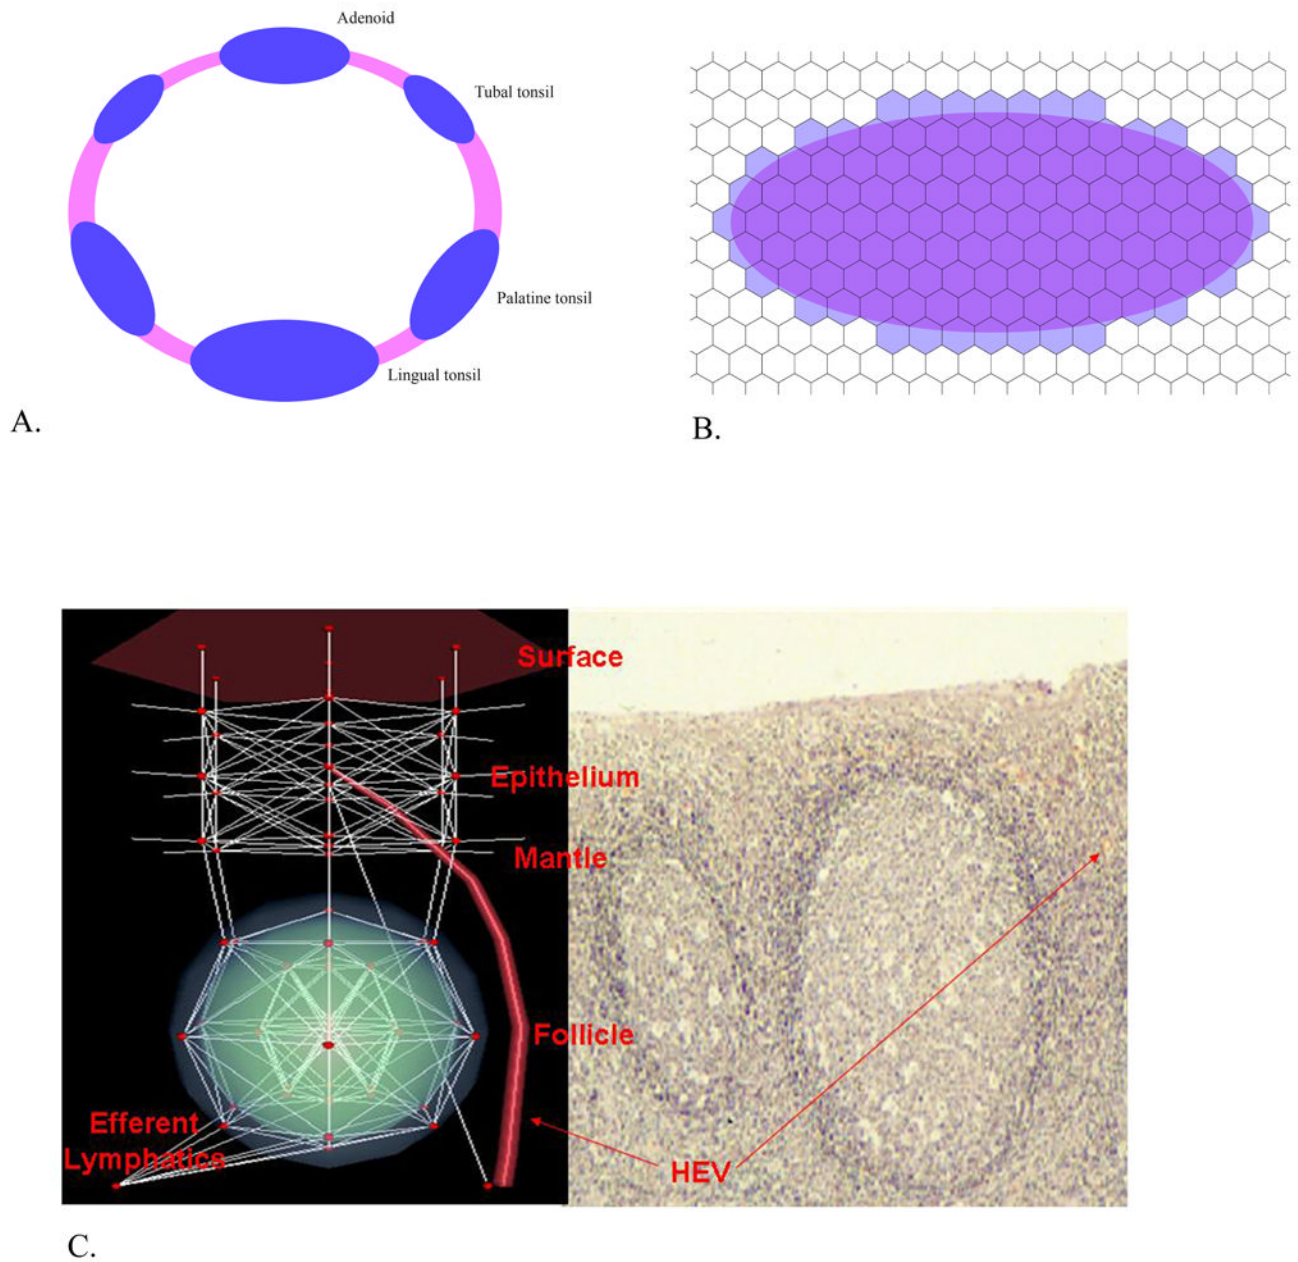 Adenoid
Tubal tonsil
Palatine tonsil
Lingual tonsil
A.
B.
Surface
Epithelium
Mantle
Follicle
Efferent
Lymphatics
HEV
C.